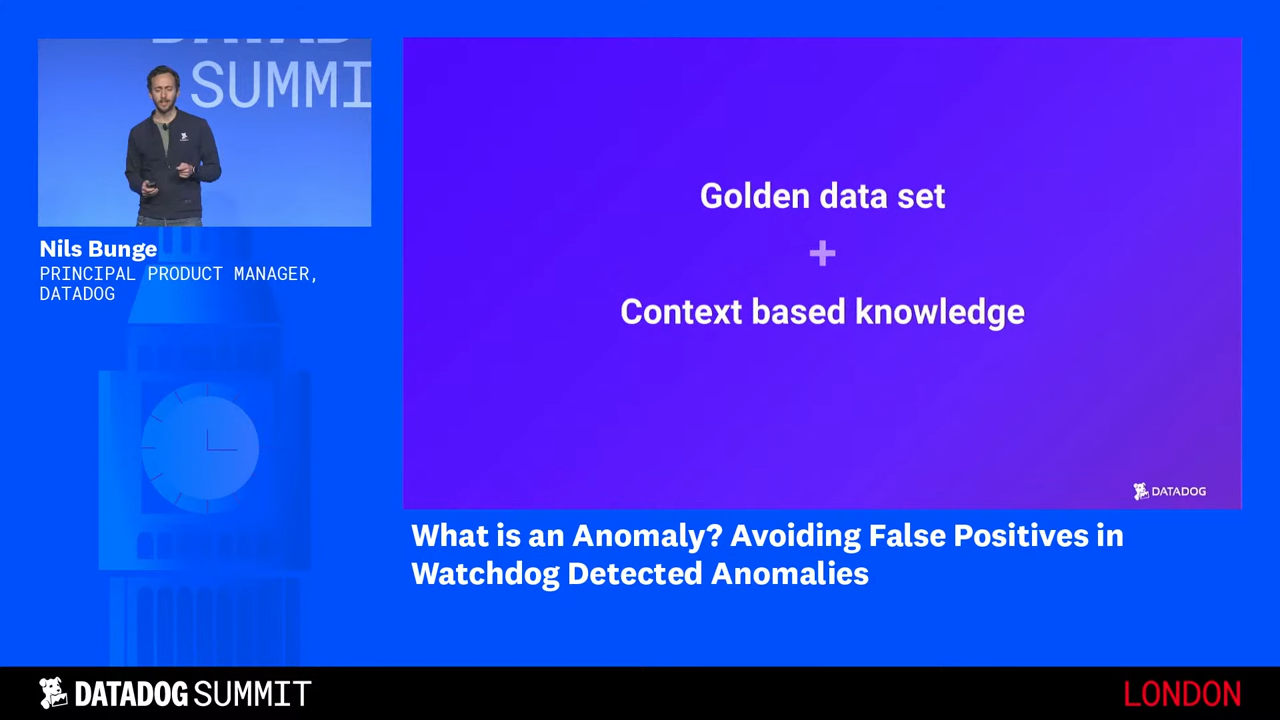 SUMMI
Nils Bunge
PRINCIPAL PRODUCT MANAGER,
DATADOG
Golden data set
+
Context based knowledge
DATADOG
What is an Anomaly? Avoiding False Positives in
Watchdog Detected Anomalies
DATADOG SUMMIT
LONDON